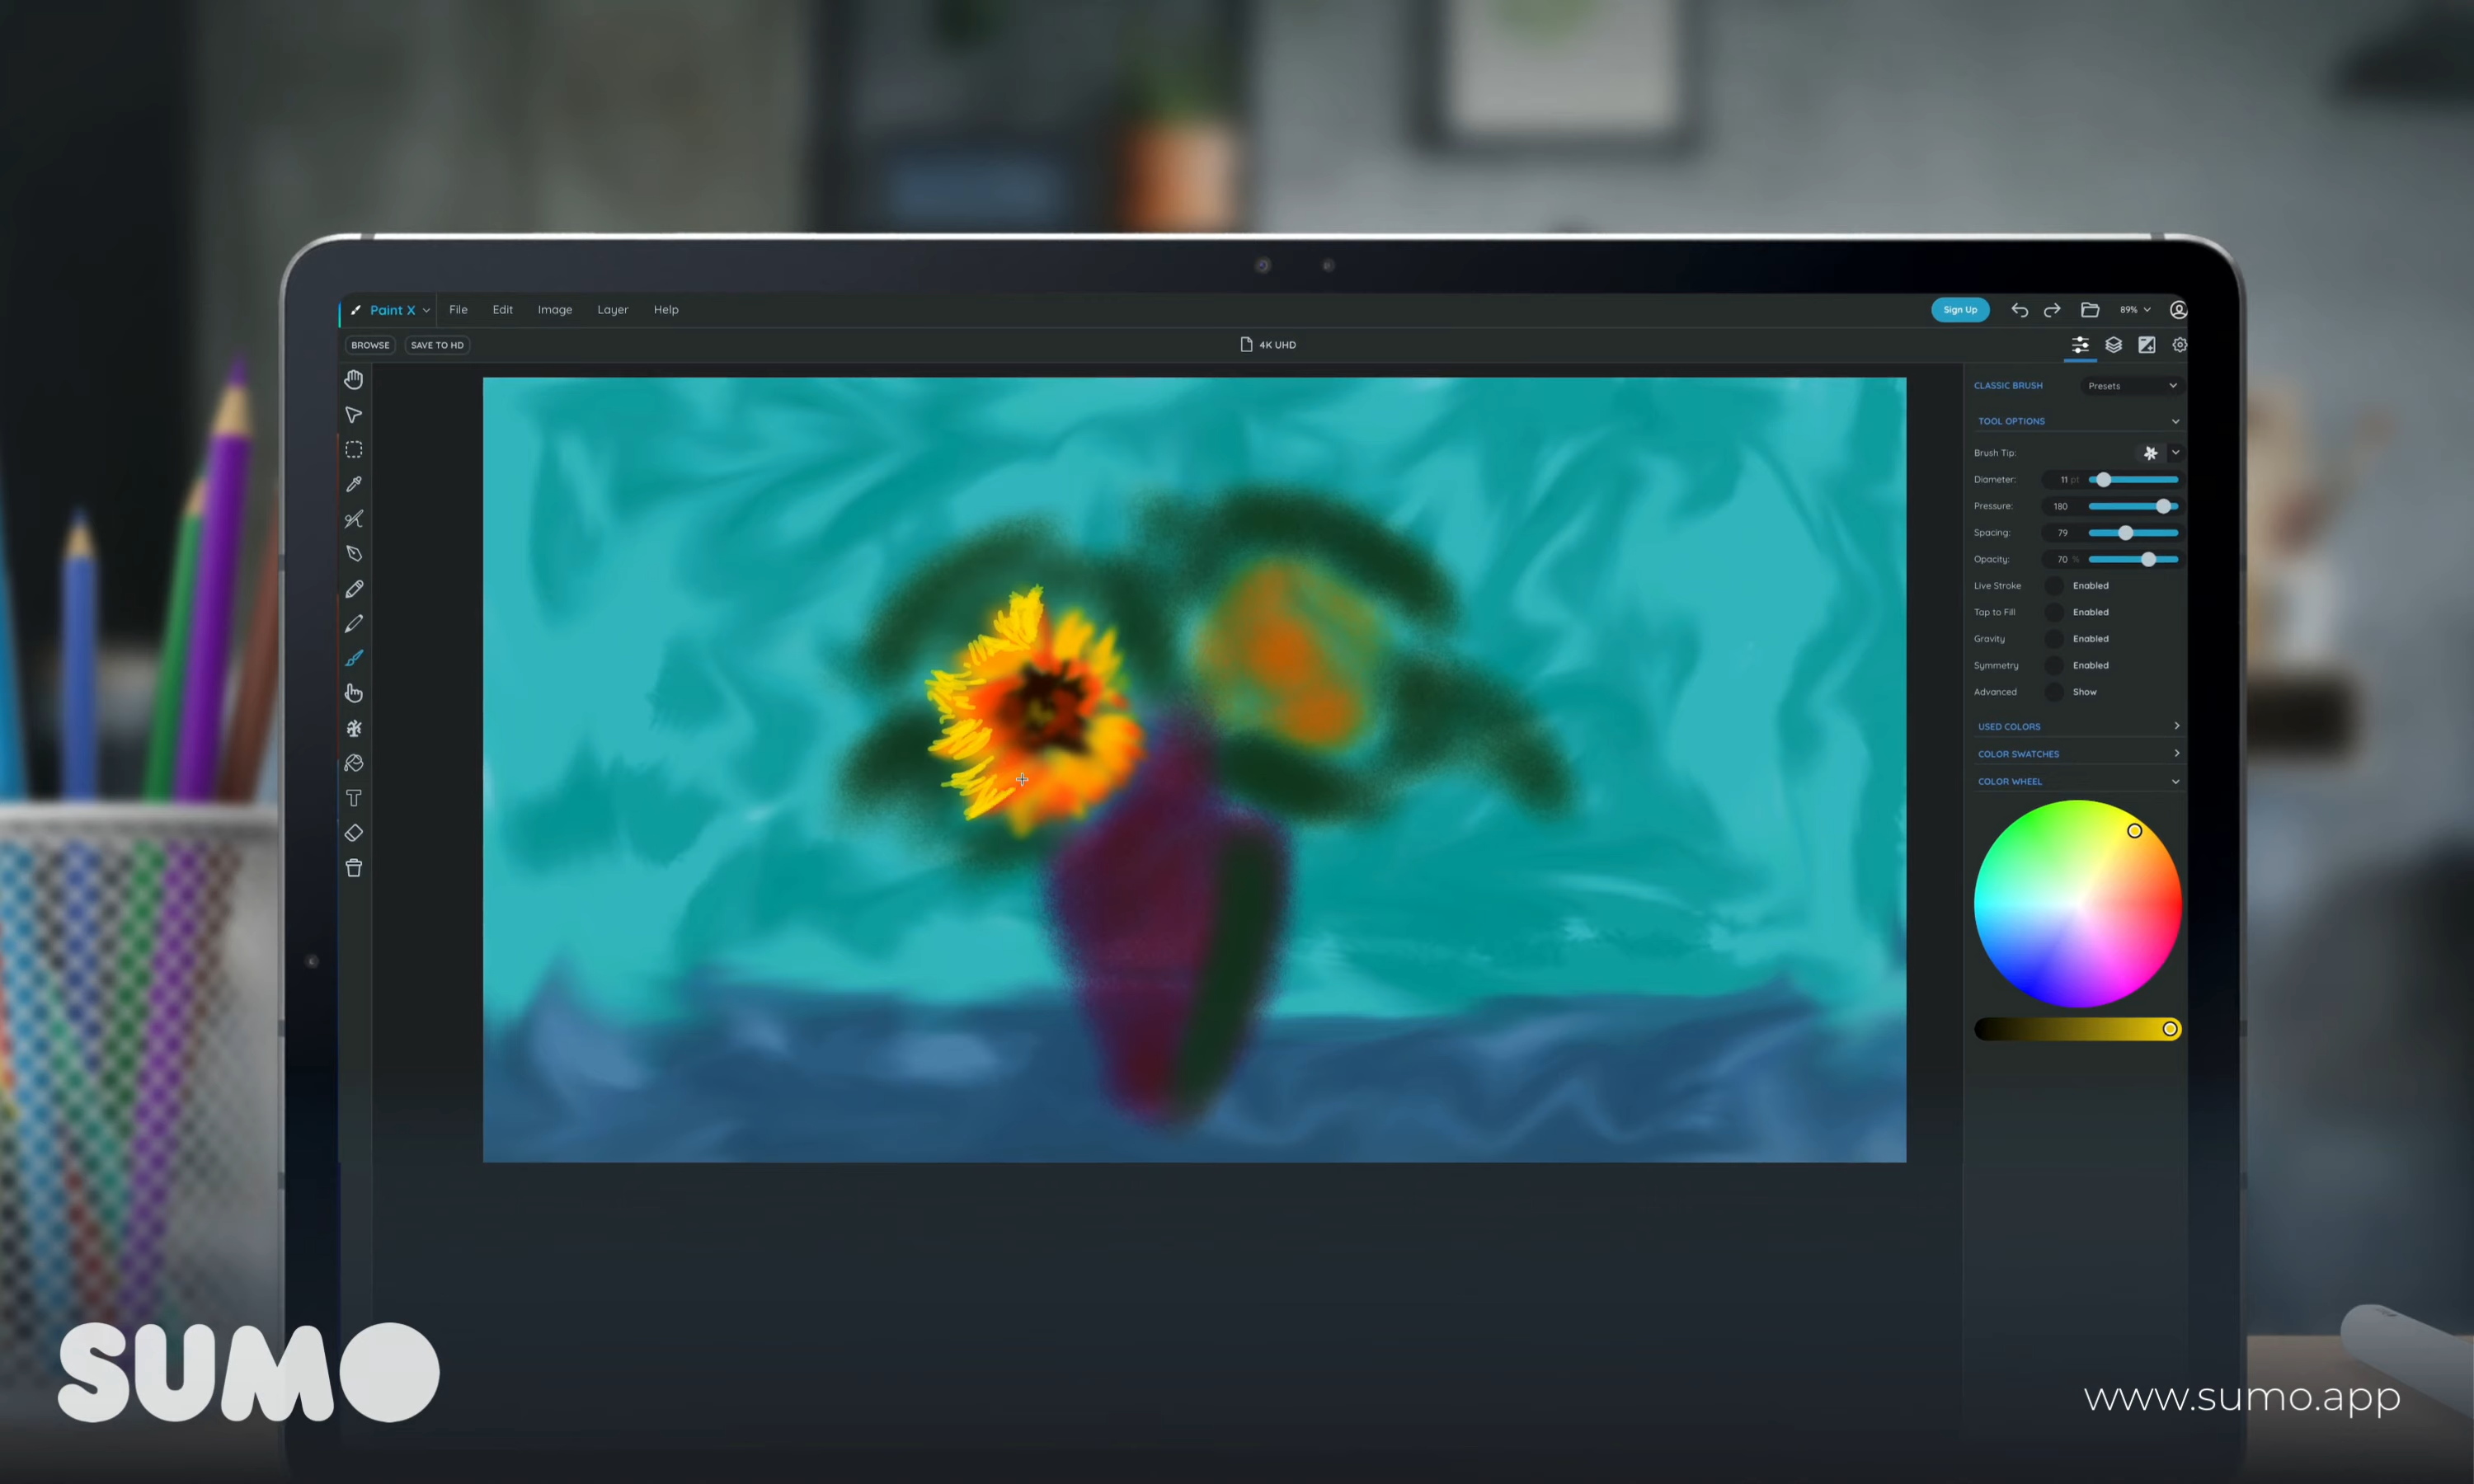 Paint X File Edit Image Layer Help Sign Up 89%
BROWSE SAVE TO HD 4K UHD
CLASSIC BRUSH Presets
TOOL OPTIONS
Brush Tip:
Diameter: 11 pt
Pressure: 180
Spacing: 79
Opacity: 70 %
Live Stroke Enabled
Tap to Fill Enabled
Gravity Enabled
Symmetry Enabled
Advanced Show
USED COLORS
COLOR SWATCHES
COLOR WHEEL
SUMO
www.sumo.app